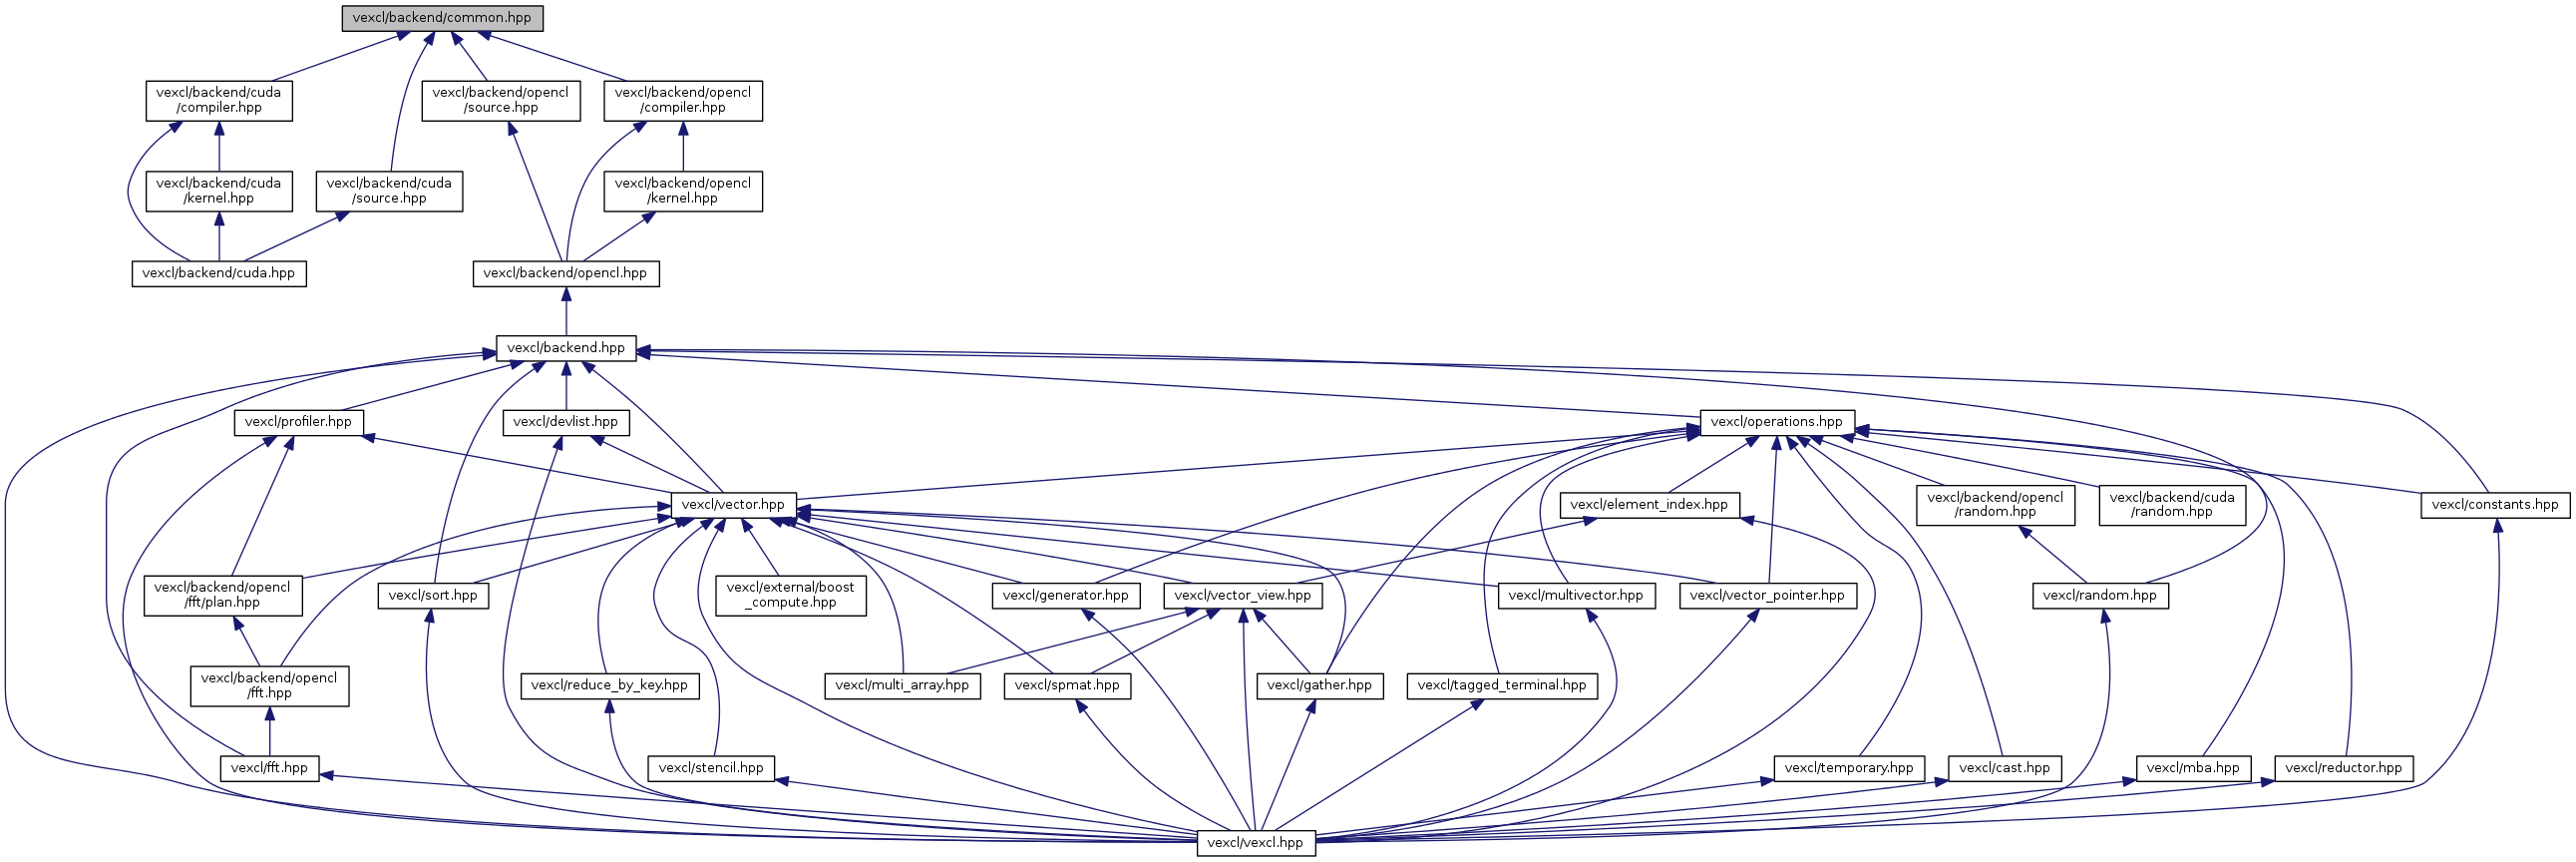 vexcl/backend/common.hpp
vexcl/backend/cuda
/compiler.hpp
vexcl/backend/opencl
/source.hpp
vexcl/backend/opencl
/compiler.hpp
vexcl/backend/cuda
/kernel.hpp
vexcl/backend/cuda
/source.hpp
vexcl/backend/opencl
/kernel.hpp
vexcl/backend/cuda.hpp
vexcl/backend/opencl.hpp
vexcl/backend.hpp
vexcl/profiler.hpp
vexcl/devlist.hpp
vexcl/operations.hpp
vexcl/vector.hpp
vexcl/element_index.hpp
vexcl/backend/opencl
/random.hpp
vexcl/backend/cuda
/random.hpp
vexcl/constants.hpp
vexcl/backend/opencl
/fft/plan.hpp
vexcl/sort.hpp
vexcl/external/boost
_compute.hpp
vexcl/generator.hpp
vexcl/vector_view.hpp
vexcl/multivector.hpp
vexcl/vector_pointer.hpp
vexcl/random.hpp
vexcl/backend/opencl
/fft.hpp
vexcl/reduce_by_key.hpp
vexcl/multi_array.hpp
vexcl/spmat.hpp
vexcl/gather.hpp
vexcl/tagged_terminal.hpp
vexcl/fft.hpp
vexcl/stencil.hpp
vexcl/temporary.hpp
vexcl/cast.hpp
vexcl/mba.hpp
vexcl/reductor.hpp
vexcl/vexcl.hpp